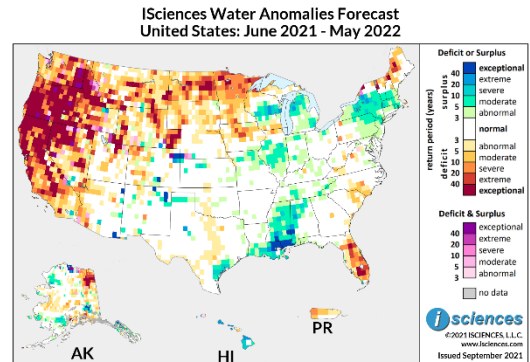 ISciences Water Anomalies Forecast
United States: June 2021 - May 2022
Deficit or Surplus
exceptional
40
extreme
20
severe
10
moderate
5
abnormal
3
surplus
normal
return period (years)
3
abnormal
5
moderate
10
severe
20
extreme
40
exceptional
deficit
Deficit & Surplus
exceptional
40
extreme
20
severe
10
moderate
5
abnormal
3
no data
AK
HI
PR
isciences
©2021 ISCIENCES, L.L.C.
www.isciences.com
Issued September 2021